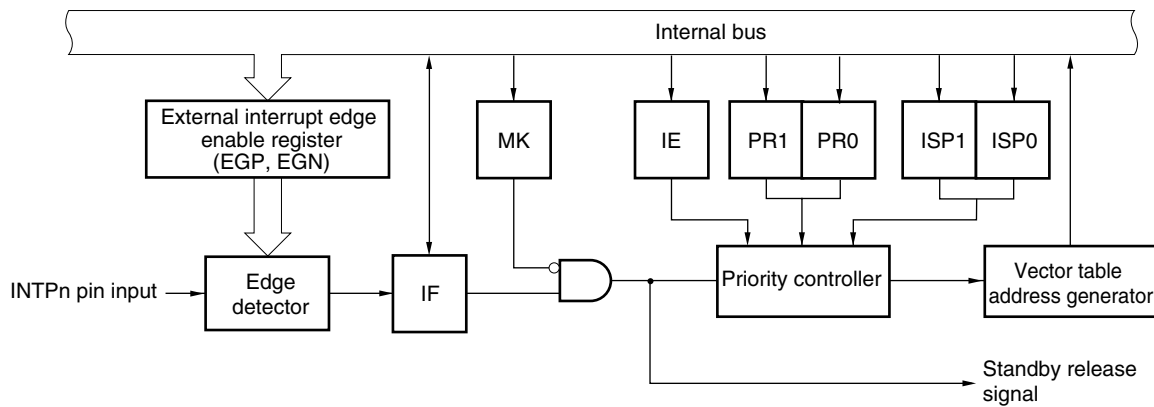 Internal bus
External interrupt edge
enable register
(EGP, EGN)
MK
IE
PR1
PR0
ISP1
ISP0
INTPn pin input
Edge
detector
IF
Priority controller
Vector table
address generator
Standby release
signal